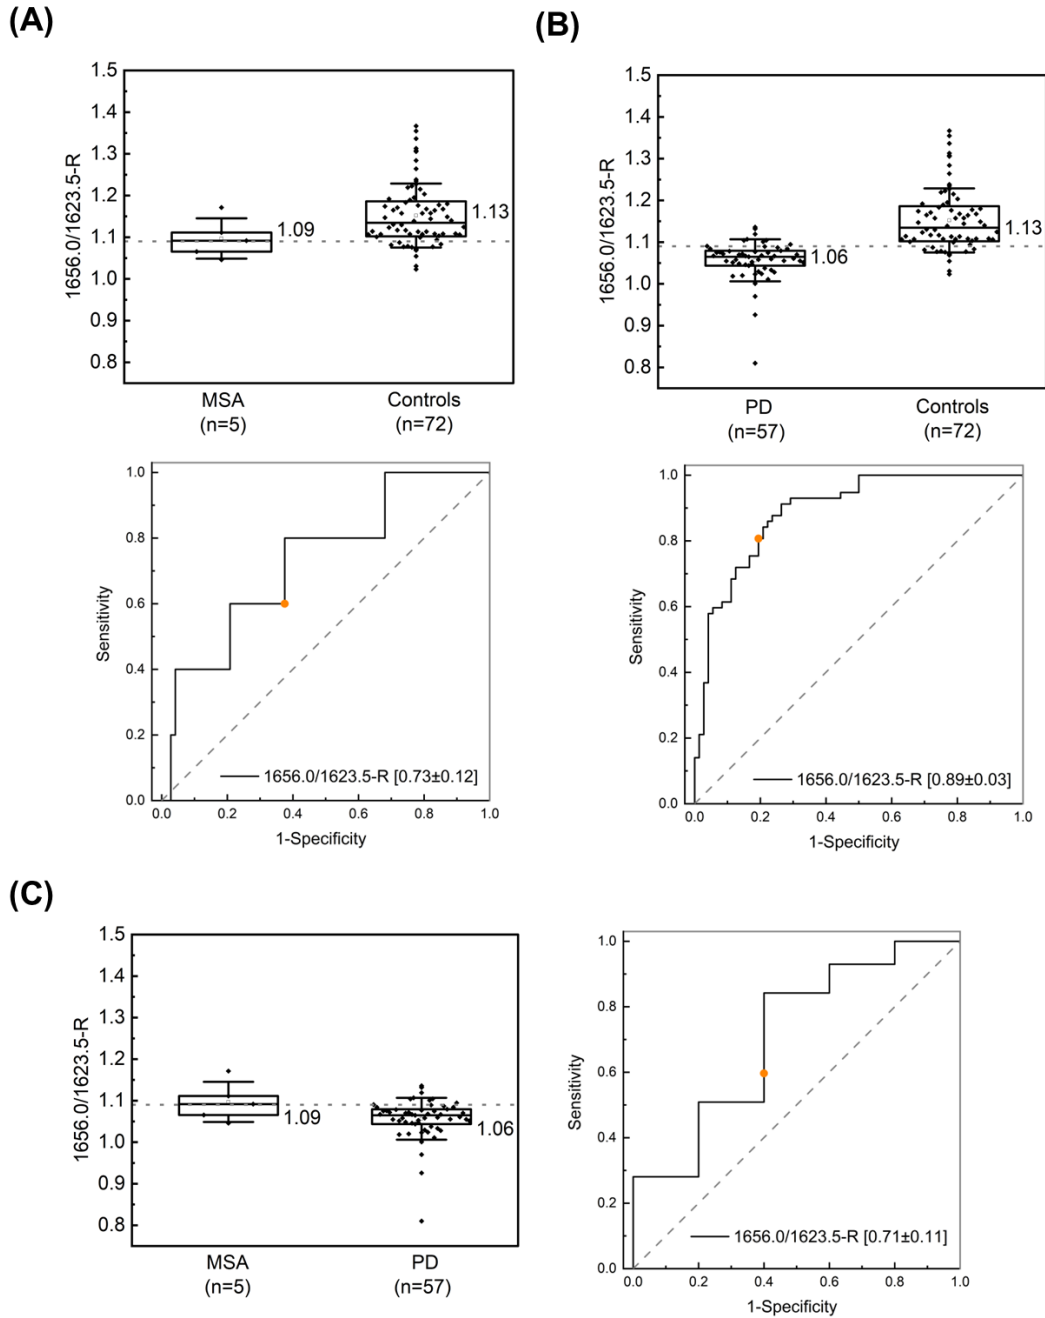 (A)
1656.0/1623.5-R
1.5
1.4
1.3
1.2
1.1
1.0
0.9
0.8
1.09
1.13
MSA
(n=5)
Controls
(n=72)
Sensitivity
1.0
0.8
0.6
0.4
0.2
0.0
1656.0/1623.5-R [0.73±0.12]
0.0 0.2 0.4 0.6 0.8 1.0
1-Specificity
(B)
1656.0/1623.5-R
1.5
1.4
1.3
1.2
1.1
1.0
0.9
0.8
1.06
1.13
PD
(n=57)
Controls
(n=72)
Sensitivity
1.0
0.8
0.6
0.4
0.2
0.0
1656.0/1623.5-R [0.89±0.03]
0.0 0.2 0.4 0.6 0.8 1.0
1-Specificity
(C)
1656.0/1623.5-R
1.5
1.4
1.3
1.2
1.1
1.0
0.9
0.8
1.09
1.06
MSA
(n=5)
PD
(n=57)
Sensitivity
1.0
0.8
0.6
0.4
0.2
0.0
1656.0/1623.5-R [0.71±0.11]
0.0 0.2 0.4 0.6 0.8 1.0
1-Specificity